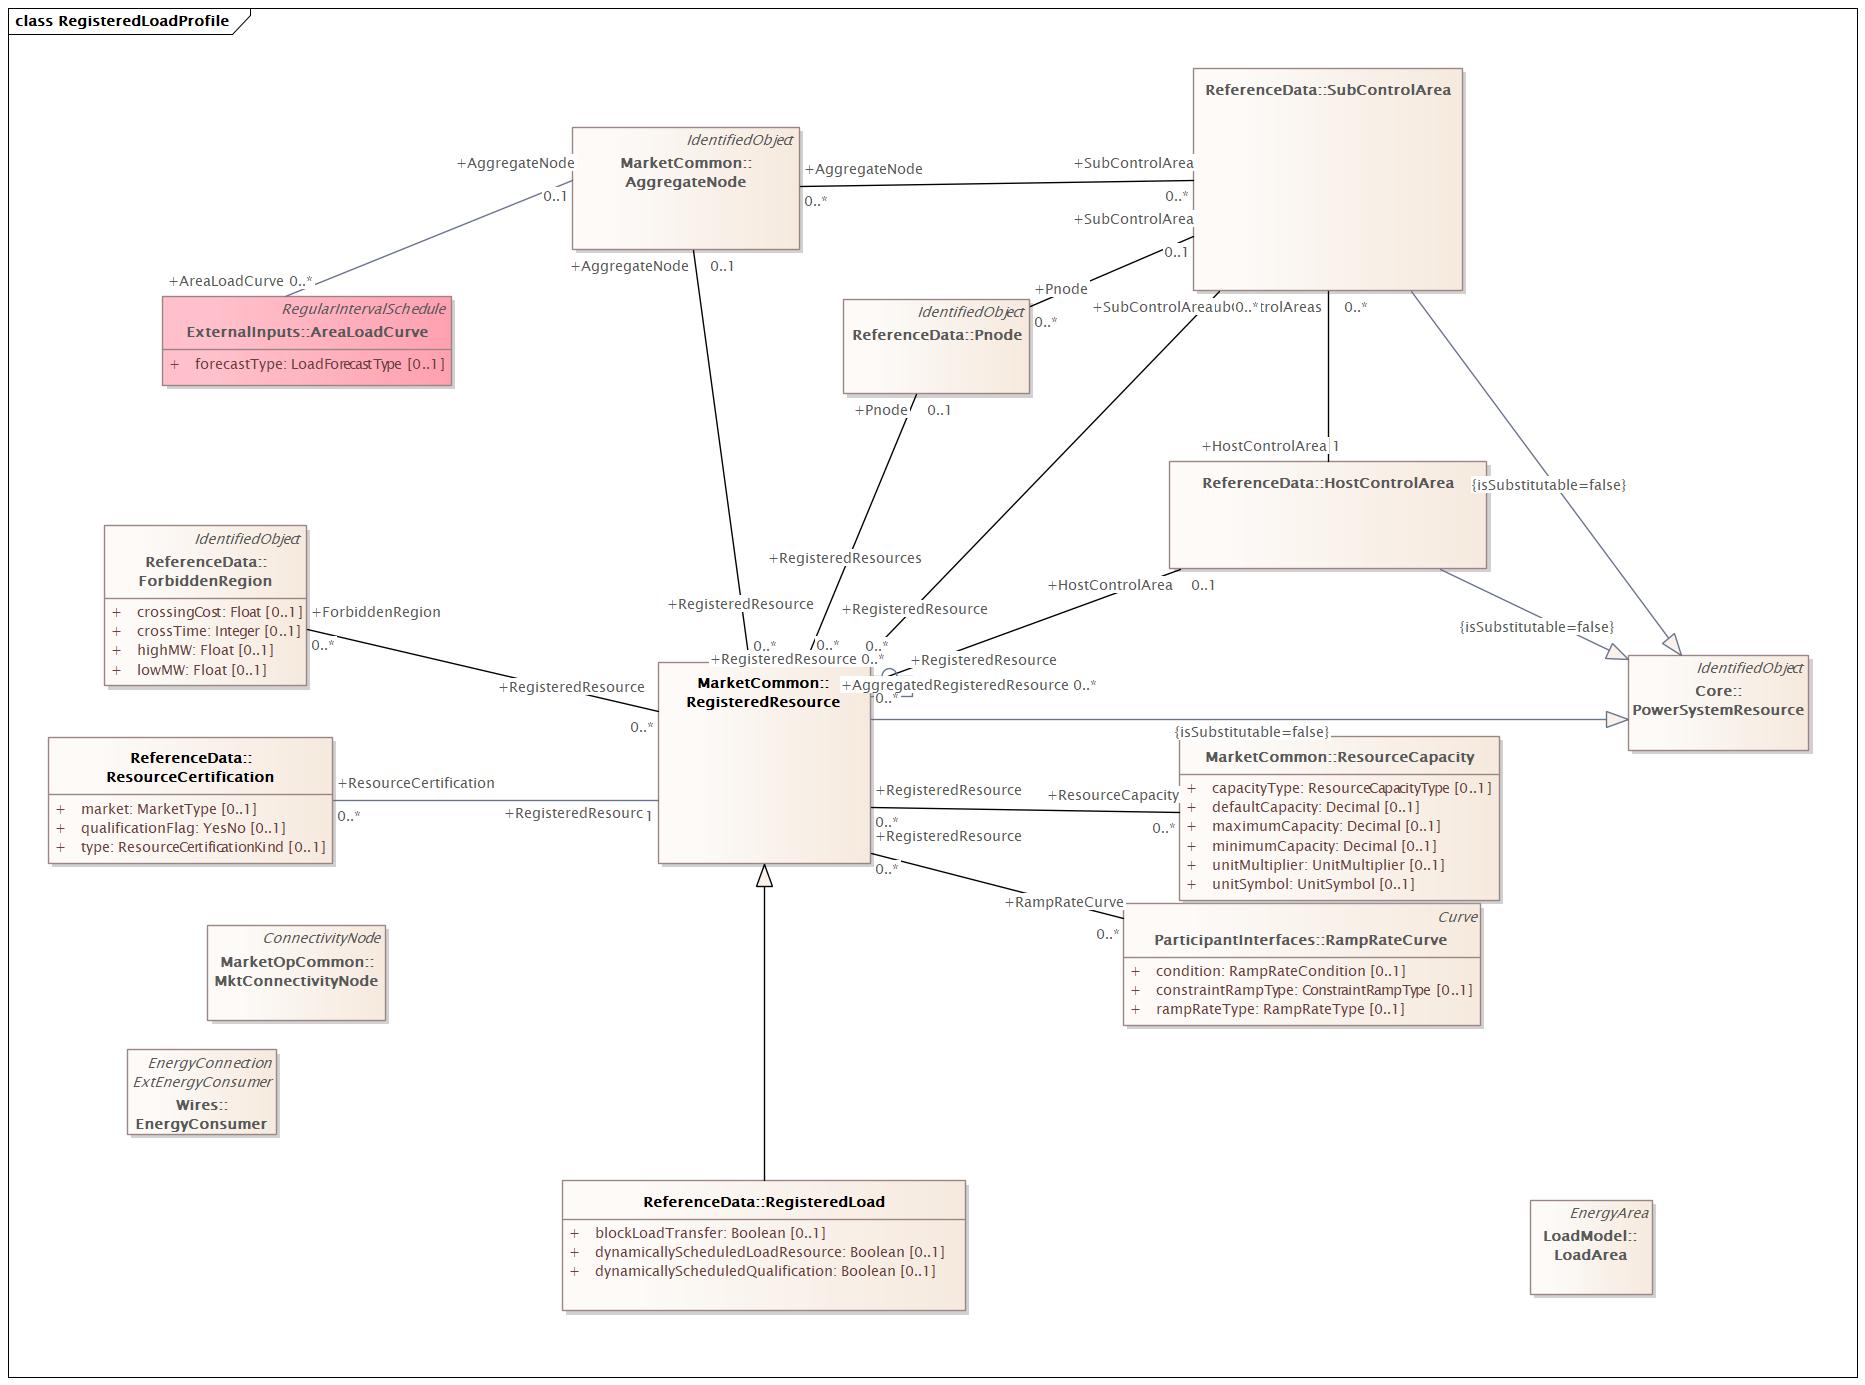 class RegisteredLoadProfile
ReferenceData::SubControlArea
IdentifiedObject
MarketCommon::
AggregateNode
+AggregateNode
0..1
+AggregateNode
0..*
+SubControlArea
0..*
+SubControlArea
0..1
+AggregateNode 0..1
+AreaLoadCurve 0..*
RegularIntervalSchedule
ExternalInputs::AreaLoadCurve
+ forecastType: LoadForecastType [0..1]
+Pnode
0..*
IdentifiedObject
ReferenceData::Pnode
+SubControlArea
0..*
trolAreas
0..*
+Pnode 0..1
+HostControlArea 1
ReferenceData::HostControlArea
{isSubstitutable=false}
IdentifiedObject
ReferenceData::
ForbiddenRegion
+ crossingCost: Float [0..1]
+ crossTime: Integer [0..1]
+ highMW: Float [0..1]
+ lowMW: Float [0..1]
+ForbiddenRegion
0..*
+RegisteredResources
0..*
+HostControlArea 0..1
+RegisteredResource
0..*
+RegisteredResource
0..*
{isSubstitutable=false}
+RegisteredResource 0..*
+RegisteredResource
0..*
+AggregatedRegisteredResource 0..*
IdentifiedObject
Core::
PowerSystemResource
+RegisteredResource
0..*
MarketCommon::
RegisteredResource
{isSubstitutable=false}
ReferenceData::
ResourceCertification
+ market: MarketType [0..1]
+ qualificationFlag: YesNo [0..1]
+ type: ResourceCertificationKind [0..1]
+ResourceCertification
0..*
+RegisteredResourc 1
MarketCommon::ResourceCapacity
+ capacityType: ResourceCapacityType [0..1]
+ defaultCapacity: Decimal [0..1]
+ maximumCapacity: Decimal [0..1]
+ minimumCapacity: Decimal [0..1]
+ unitMultiplier: UnitMultiplier [0..1]
+ unitSymbol: UnitSymbol [0..1]
+RegisteredResource
0..*
+ResourceCapacity
0..*
+RegisteredResource
0..*
+RampRateCurve
0..*
Curve
ParticipantInterfaces::RampRateCurve
+ condition: RampRateCondition [0..1]
+ constraintRampType: ConstraintRampType [0..1]
+ rampRateType: RampRateType [0..1]
ConnectivityNode
MarketOpCommon::
MktConnectivityNode
EnergyConnection
ExtEnergyConsumer
Wires::
EnergyConsumer
ReferenceData::RegisteredLoad
+ blockLoadTransfer: Boolean [0..1]
+ dynamicallyScheduledLoadResource: Boolean [0..1]
+ dynamicallyScheduledQualification: Boolean [0..1]
EnergyArea
LoadModel::
LoadArea